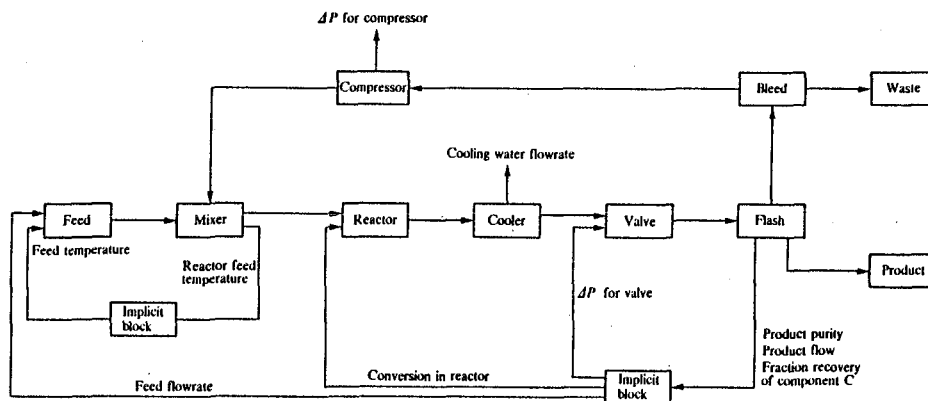 ΔP for compressor
Compressor
Bleed
Waste
Cooling water flowrate
Feed
Mixer
Reactor
Cooler
Valve
Flash
Feed temperature
Reactor feed
temperature
Product
ΔP for valve
Implicit
block
Product purity
Product flow
Fraction recovery
of component C
Conversion in reactor
Implicit
block
Feed flowrate